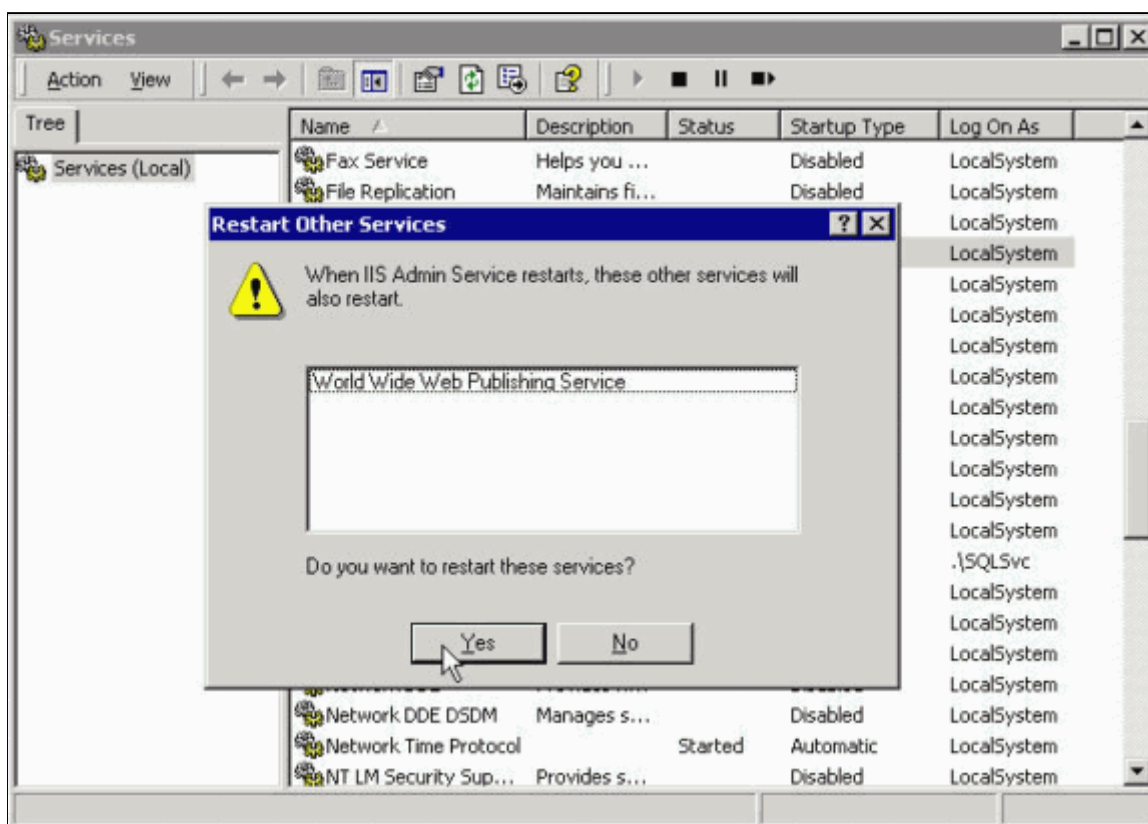 Services
Action View
Tree
Name Description Status Startup Type Log On As
Services (Local)
Fax Service Helps you ... Disabled LocalSystem
File Replication Maintains fi... Disabled LocalSystem
LocalSystem
LocalSystem
LocalSystem
LocalSystem
LocalSystem
LocalSystem
LocalSystem
LocalSystem
LocalSystem
LocalSystem
LocalSystem
.\SQLSvc
LocalSystem
LocalSystem
LocalSystem
LocalSystem
Network DDE DSDM Manages s... Disabled LocalSystem
Network Time Protocol Started Automatic LocalSystem
NT LM Security Sup... Provides s... Disabled LocalSystem
Restart Other Services
When IIS Admin Service restarts, these other services will
also restart.
World Wide Web Publishing Service
Do you want to restart these services?
Yes No